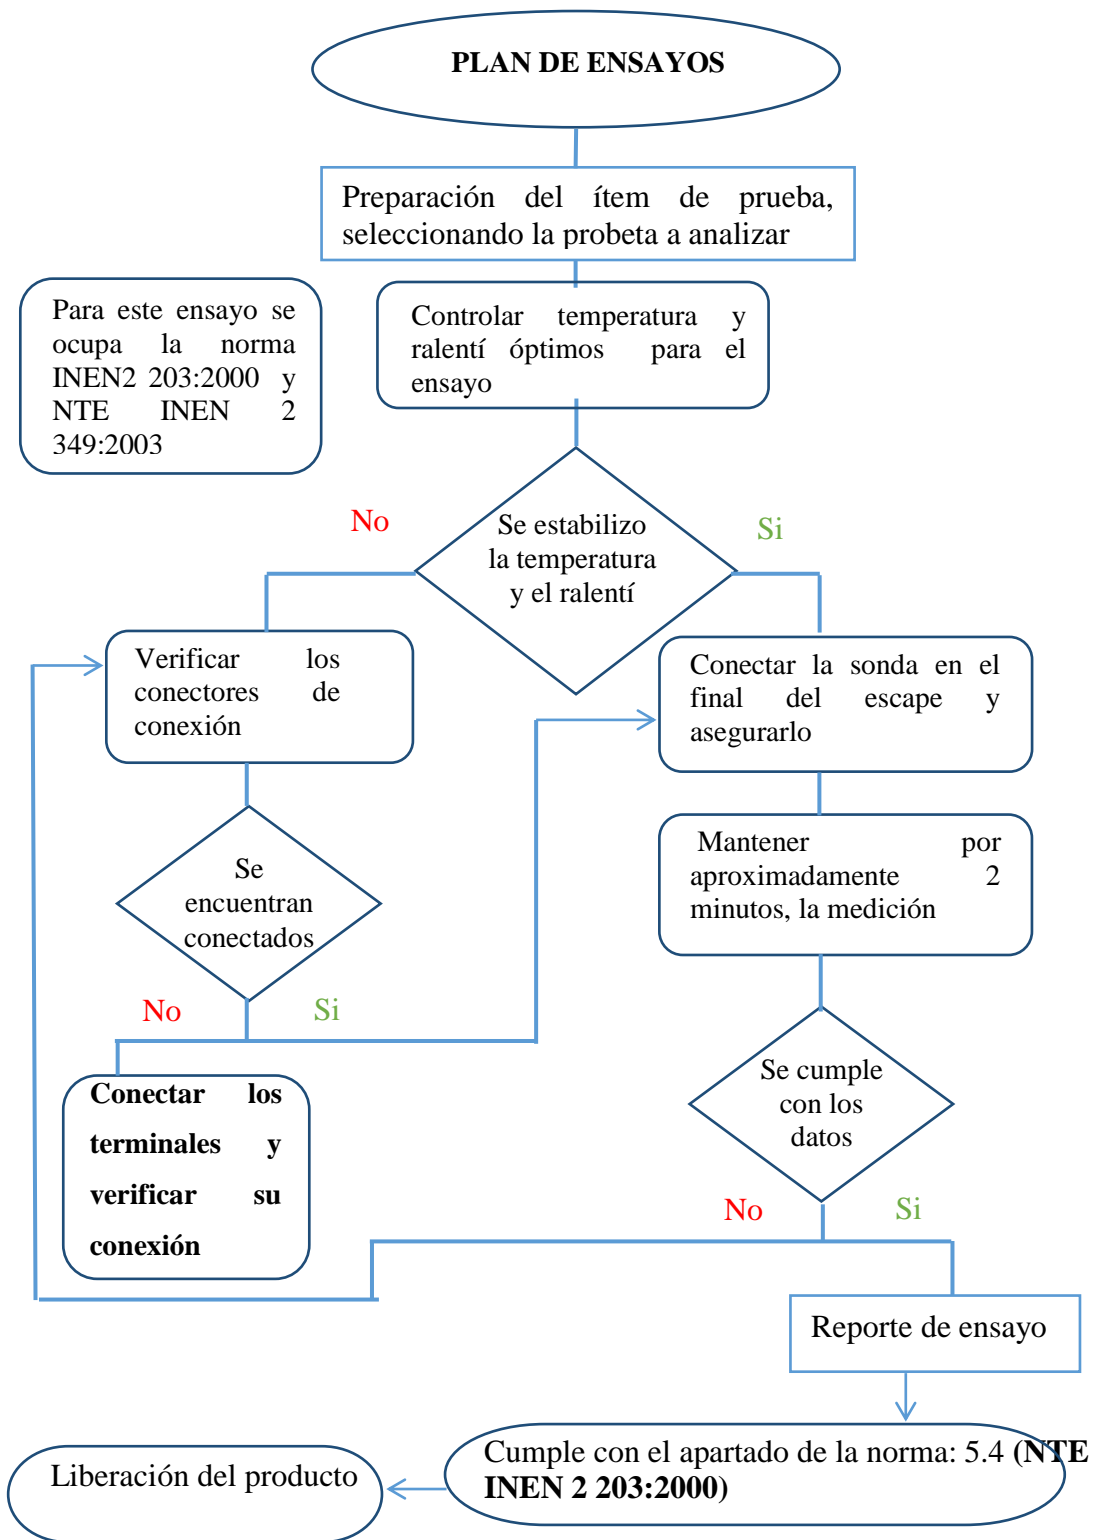 PLAN DE ENSAYOS
Preparación del ítem de prueba,
seleccionando la probeta a analizar
Para este ensayo se
ocupa la norma
INEN2 203:2000 y
NTE INEN 2
349:2003
Controlar temperatura y
ralentí óptimos para el
ensayo
No
Se estabilizo
la temperatura
y el ralentí
Si
Verificar los
conectores de
conexión
Conectar la sonda en el
final del escape y
asegurarlo
Se
encuentran
conectados
Mantener por
aproximadamente 2
minutos, la medición
No
Si
Conectar los
terminales y
verificar su
conexión
Se cumple
con los
datos
No
Si
Reporte de ensayo
Cumple con el apartado de la norma: 5.4 (NTE
INEN 2 203:2000)
Liberación del producto